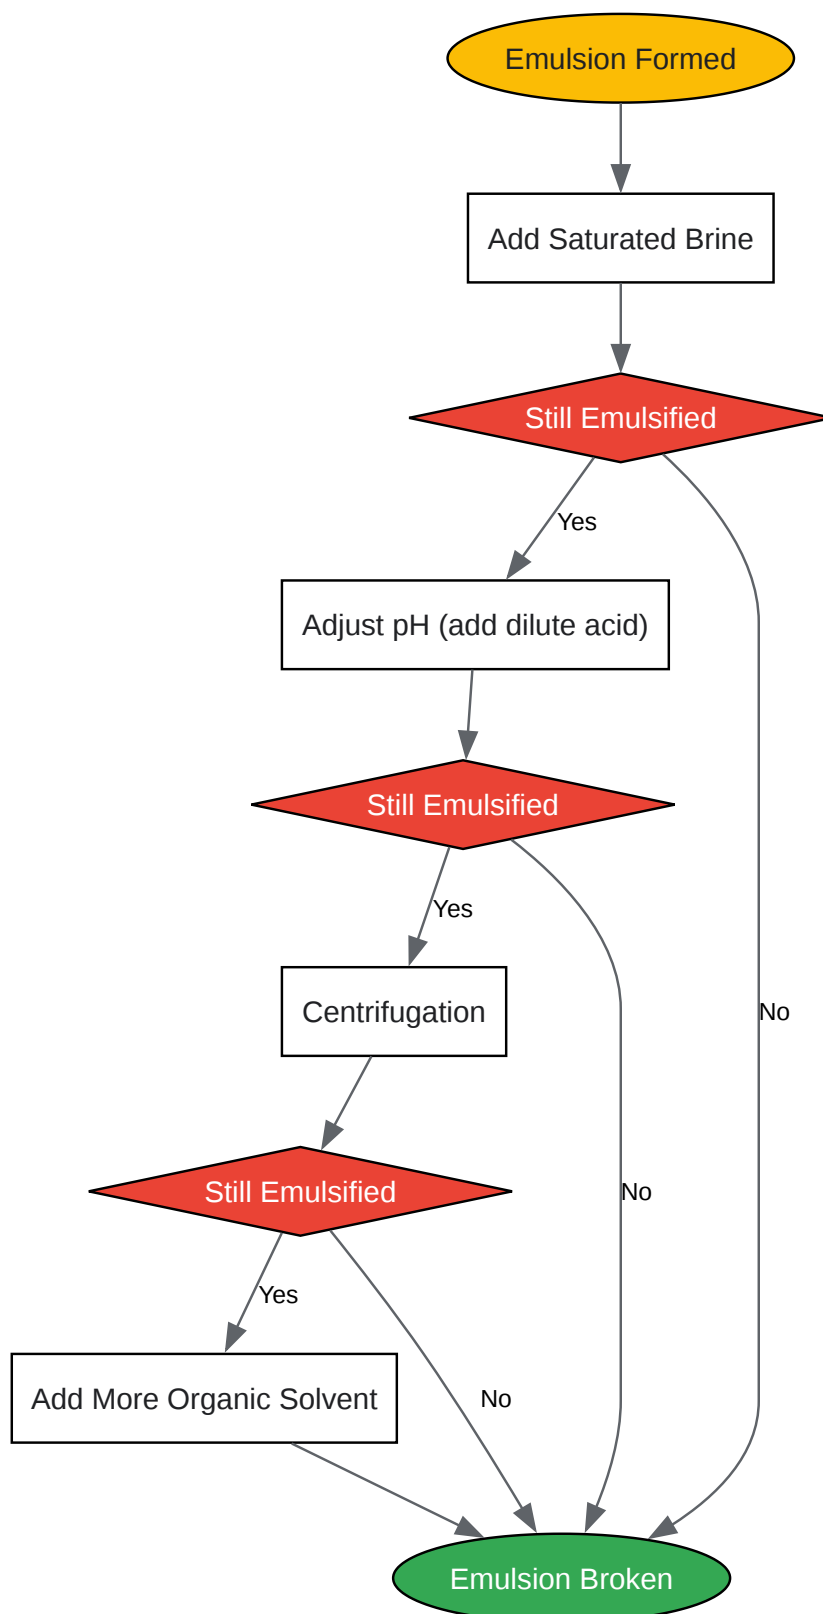 Emulsion Formed
Add Saturated Brine
Still Emulsified
Yes
Adjust pH (add dilute acid)
Still Emulsified
Yes
Centrifugation
No
Still Emulsified
No
Yes
Add More Organic Solvent
No
Emulsion Broken